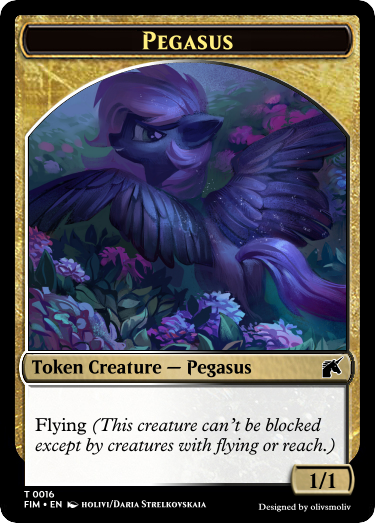 PEGASUS
Token Creature — Pegasus
Flying (This creature can't be blocked
except by creatures with flying or reach.)
1/1
T 0016
FIM • EN HOLIVI/DARIA STRELKOVSKAIA
Designed by olivsmoliv